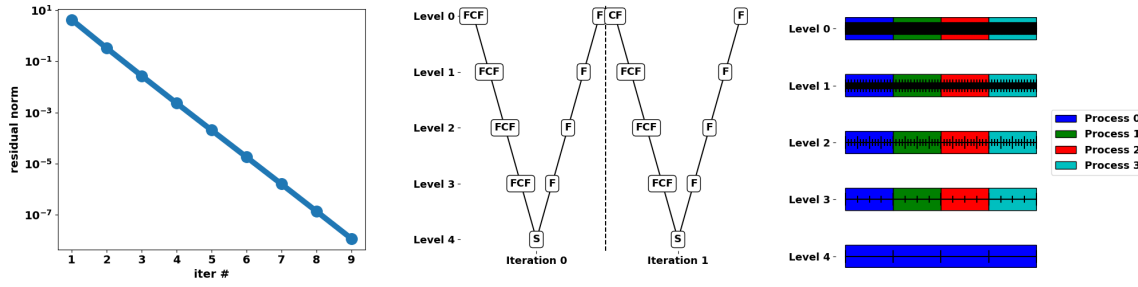 10¹
10⁻¹
10⁻³
10⁻⁵
10⁻⁷
residual norm
1 2 3 4 5 6 7 8 9
iter #
Level 0 FCF F CF F
Level 1 FCF F FCF F
Level 2 FCF F FCF F
Level 3 FCF F FCF F
Level 4 S S
Iteration 0 Iteration 1
Level 0
Level 1
Level 2
Level 3
Level 4
Process 0
Process 1
Process 2
Process 3